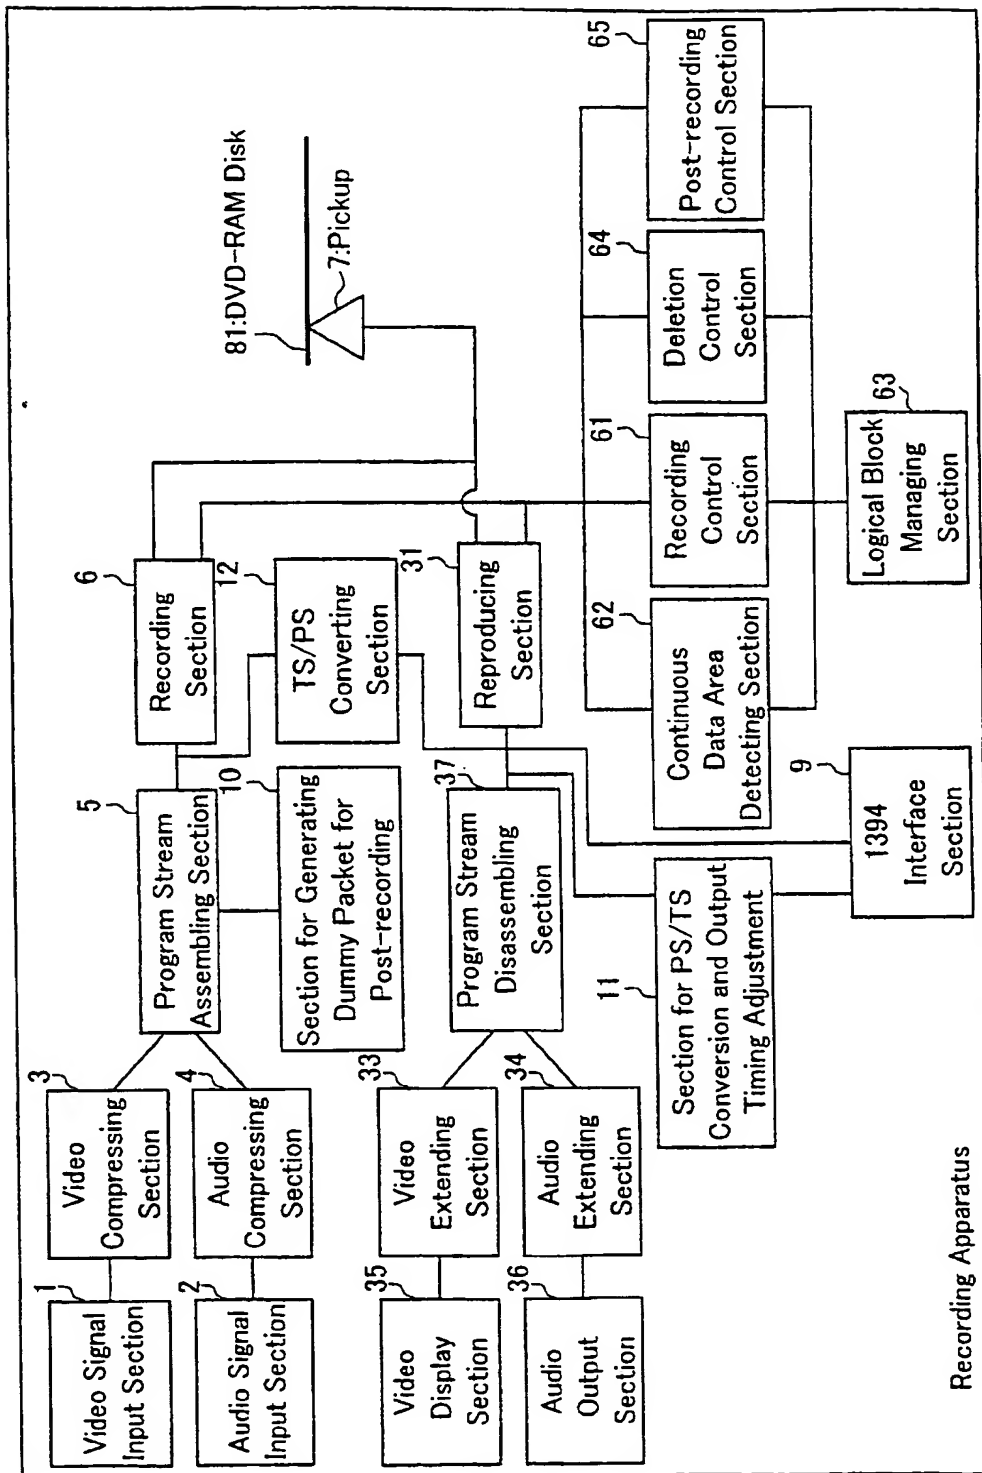 81:DVD-RAM Disk
7:Pickup
6
Recording
Section
5
Program Stream
Assembling Section
3
Video
Compressing
Section
1
Video Signal
Input Section
4
Audio
Compressing
Section
2
Audio Signal
Input Section
12
TS/PS
Converting
Section
10
Section for Generating
Dummy Packet for
Post-recording
31
Reproducing
Section
37
Program Stream
Disassembling
Section
33
Video
Extending
Section
35
Video
Display
Section
34
Audio
Extending
Section
36
Audio
Output
Section
65
Post-recording
Control Section
64
Deletion
Control
Section
61
Recording
Control
Section
62
Continuous
Data Area
Detecting Section
63
Logical Block
Managing
Section
11
Section for PS/TS
Conversion and Output
Timing Adjustment
9
1394
Interface
Section
Recording Apparatus